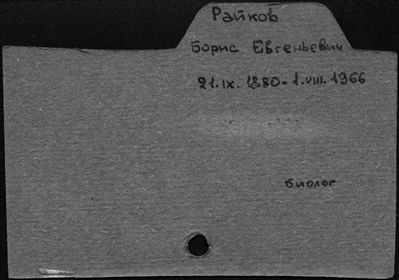 Райков
Борис Евгеньевич
21.IX.1880-1.VIII.1966
биолог